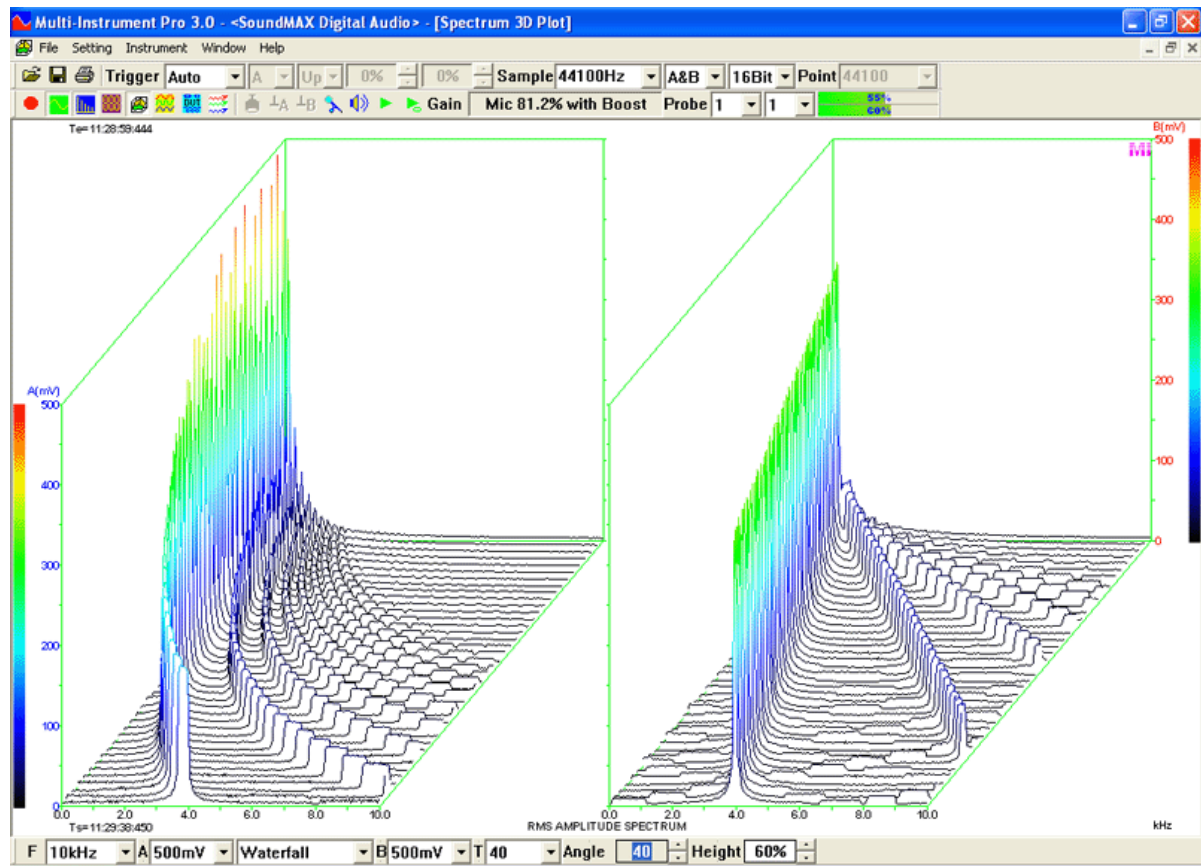 Multi-Instrument Pro 3.0 - <SoundMAX Digital Audio> - [Spectrum 3D Plot]
File Setting Instrument Window Help
Trigger Auto A Up 0% 0% Sample 44100Hz A&B 16Bit Point 44100
DUT ⊥A ⊥B Gain Mic 81.2% with Boost Probe 1 1 55%
60%
Te=11:28:59:444
B(mV)
500
MI
400
300
A(mV)
500
200
400
100
300
0
200
100
0
0.0 2.0 4.0 6.0 8.0 10.0 0.0 2.0 4.0 6.0 8.0 10.0
Ts=11:29:38:450 RMS AMPLITUDE SPECTRUM kHz
F 10kHz A 500mV Waterfall B 500mV T 40 Angle 40 Height 60%